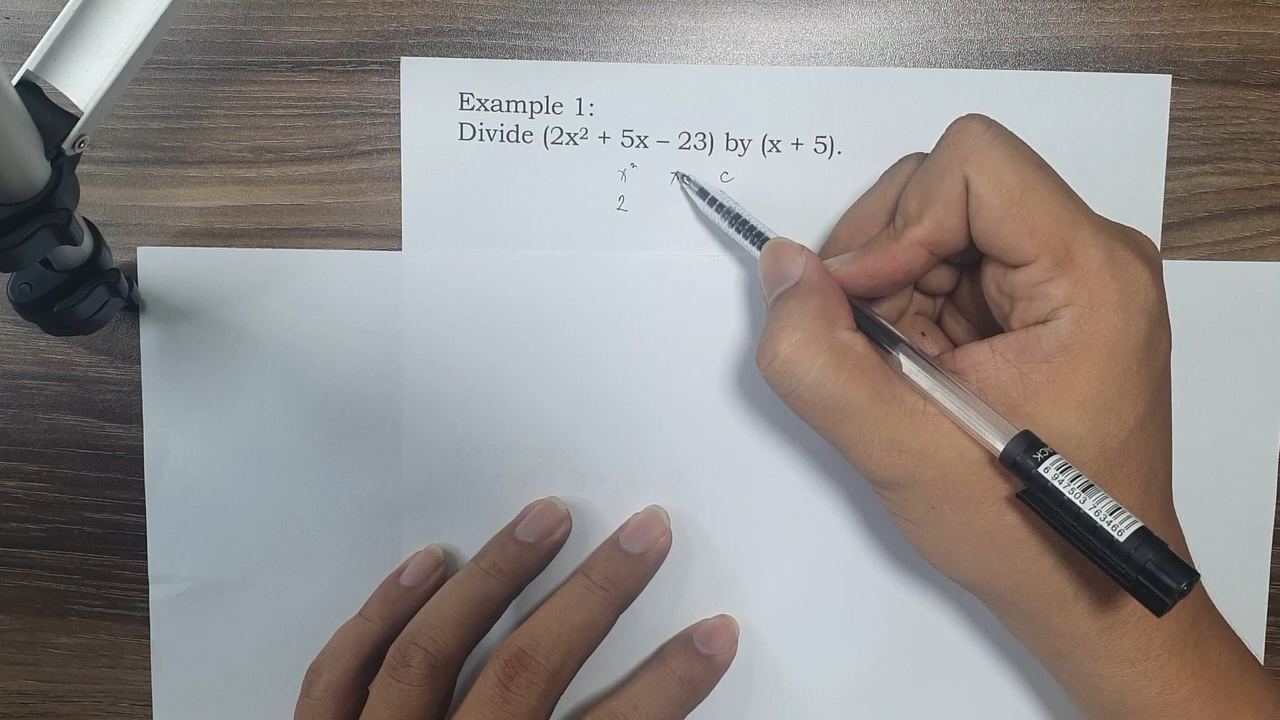 Example 1:
Divide (2x² + 5x – 23) by (x + 5).
x² x c
2
6 947503 763466